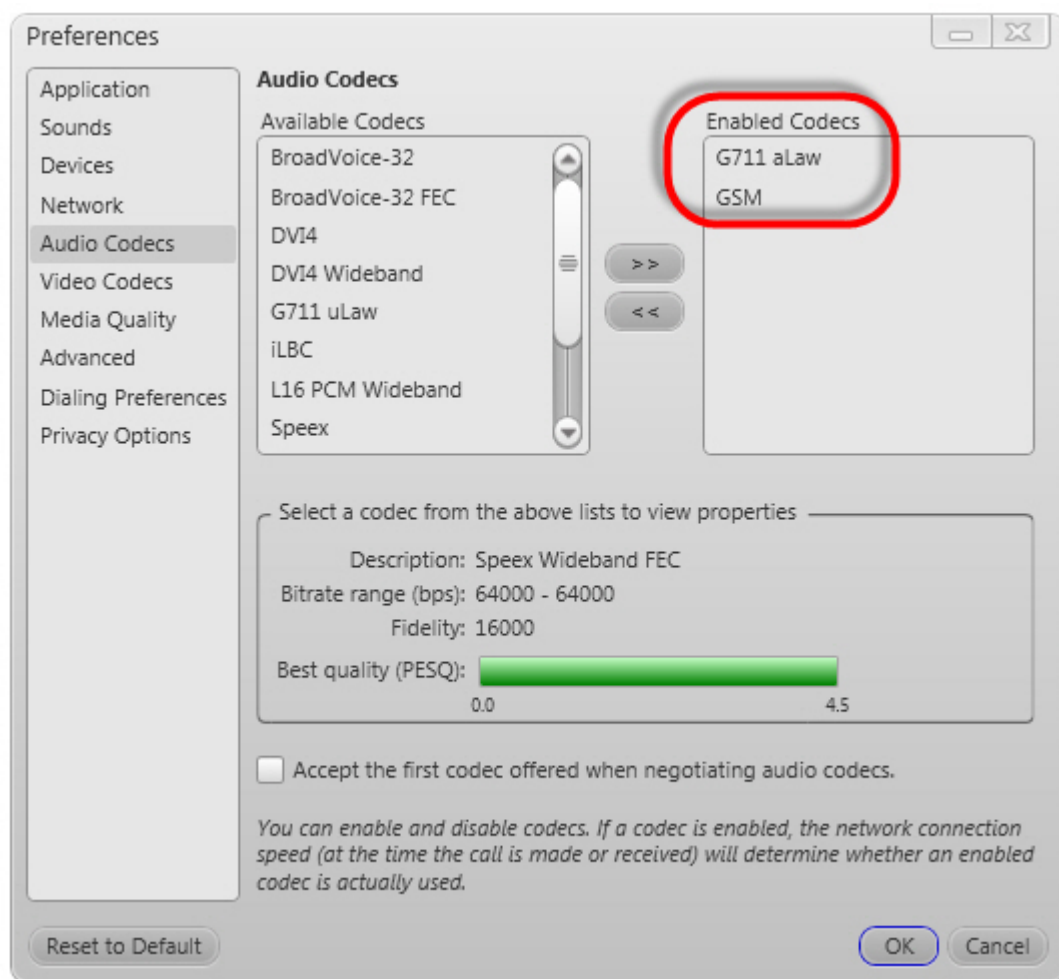 Preferences
Application
Sounds
Devices
Network
Audio Codecs
Video Codecs
Media Quality
Advanced
Dialing Preferences
Privacy Options
Audio Codecs
Available Codecs
BroadVoice-32
BroadVoice-32 FEC
DVI4
DVI4 Wideband
G711 uLaw
iLBC
L16 PCM Wideband
Speex
>>
<<
Enabled Codecs
G711 aLaw
GSM
Select a codec from the above lists to view properties
Description: Speex Wideband FEC
Bitrate range (bps): 64000 - 64000
Fidelity: 16000
Best quality (PESQ):
0.0 4.5
Accept the first codec offered when negotiating audio codecs.
You can enable and disable codecs. If a codec is enabled, the network connection
speed (at the time the call is made or received) will determine whether an enabled
codec is actually used.
Reset to Default
OK
Cancel